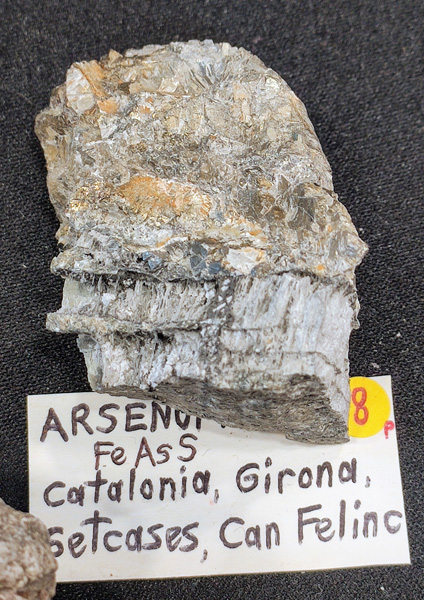 ARSENO
8
P
FeAsS
Catalonia, Girona,
Setcases, Can Felinc